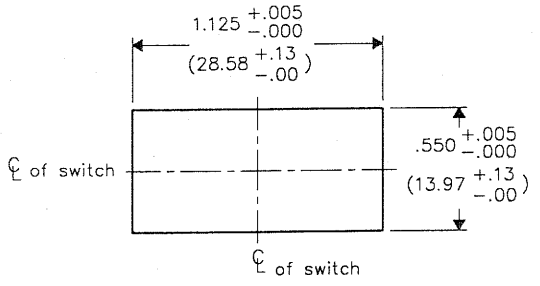 1.125 +.005 -.000
(28.58 +.13 -.00)
.550 +.005 -.000
℄ of switch
(13.97 +.13 -.00)
℄ of switch